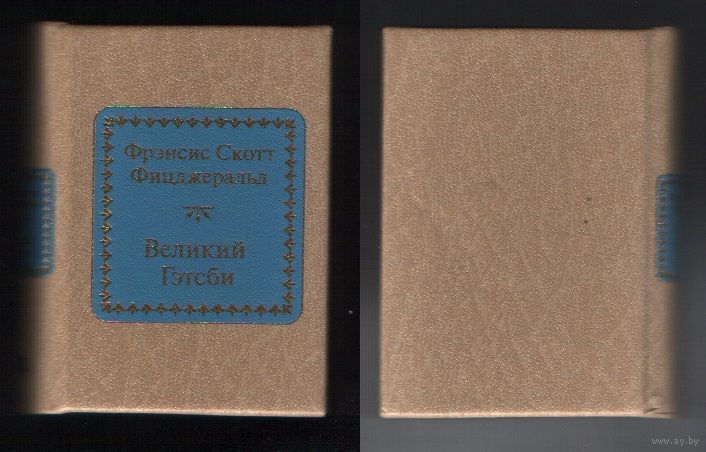 Фрэнсис Скотт
Фицджеральд
Великий
Гэтсби
www.ay.by